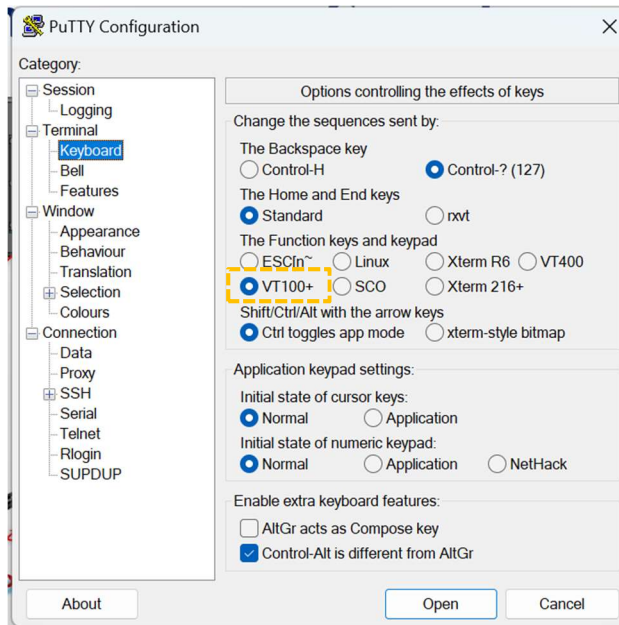 PuTTY Configuration
Category:
Session
Logging
Terminal
Keyboard
Bell
Features
Window
Appearance
Behaviour
Translation
Selection
Colours
Connection
Data
Proxy
SSH
Serial
Telnet
Rlogin
SUPDUP
Options controlling the effects of keys
Change the sequences sent by:
The Backspace key
Control-H Control-? (127)
The Home and End keys
Standard rxvt
The Function keys and keypad
ESC[n~ Linux Xterm R6 VT400
VT100+ SCO Xterm 216+
Shift/Ctrl/Alt with the arrow keys
Ctrl toggles app mode xterm-style bitmap
Application keypad settings:
Initial state of cursor keys:
Normal Application
Initial state of numeric keypad:
Normal Application NetHack
Enable extra keyboard features:
AltGr acts as Compose key
Control-Alt is different from AltGr
About Open Cancel